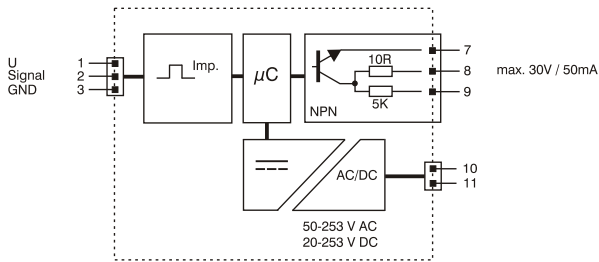 U 1
Signal 2
GND 3
Imp.
µC
NPN
10R
5K
7
8
9
max. 30V / 50mA
AC/DC
10
11
50-253 V AC
20-253 V DC